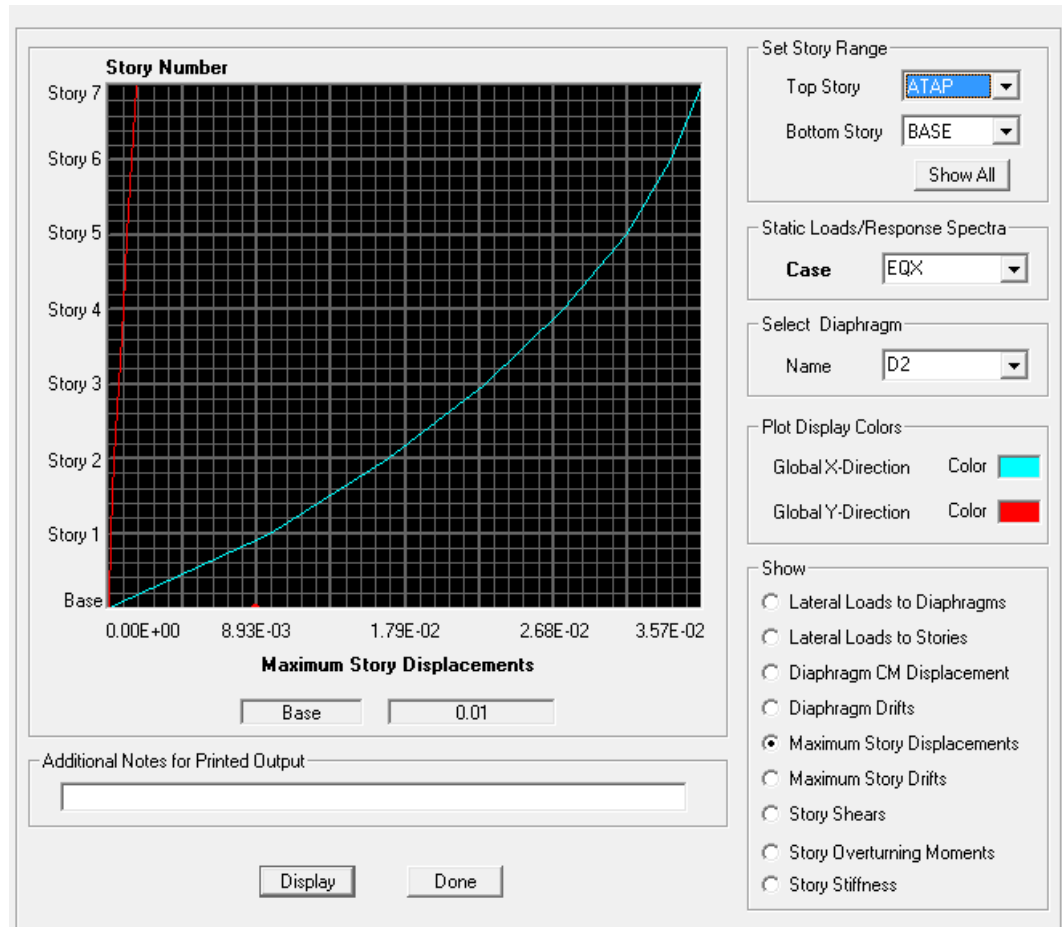 Story Number
Story 7
Story 6
Story 5
Story 4
Story 3
Story 2
Story 1
Base
0.00E+00 8.93E-03 1.79E-02 2.68E-02 3.57E-02
Maximum Story Displacements
Base 0.01
Additional Notes for Printed Output
Display Done
Set Story Range
Top Story ATAP
Bottom Story BASE
Show All
Static Loads/Response Spectra
Case EQX
Select Diaphragm
Name D2
Plot Display Colors
Global X-Direction Color
Global Y-Direction Color
Show
Lateral Loads to Diaphragms
Lateral Loads to Stories
Diaphragm CM Displacement
Diaphragm Drifts
Maximum Story Displacements
Maximum Story Drifts
Story Shears
Story Overturning Moments
Story Stiffness